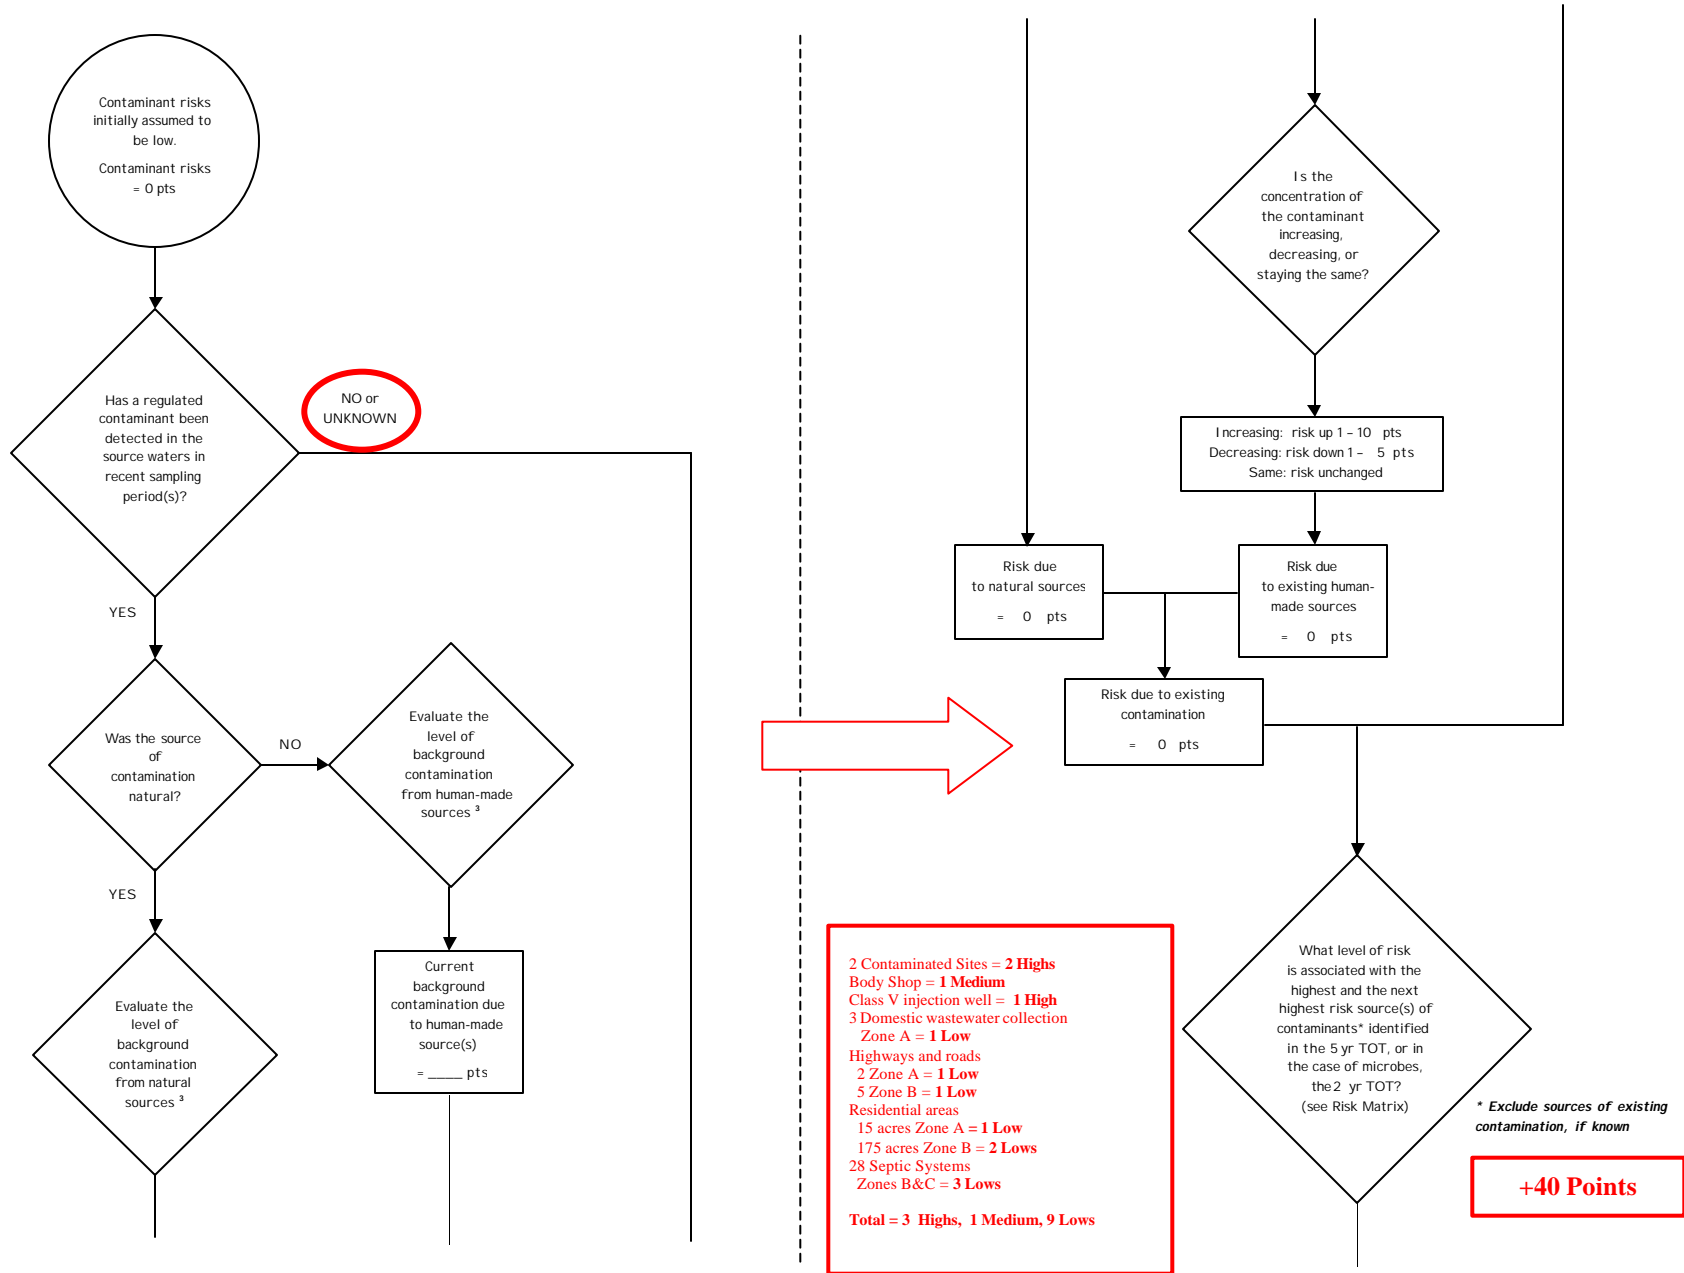 Contaminant risks
initially assumed to
be low.
Contaminant risks
= 0 pts
Has a regulated
contaminant been
detected in the
source waters in
recent sampling
period(s)?
NO or
UNKNOWN
YES
Was the source
of
contamination
natural?
NO
Evaluate the
level of
background
contamination
from human-made
sources ³
YES
Evaluate the
level of
background
contamination
from natural
sources ³
Current
background
contamination due
to human-made
source(s)
= ____ pts
Is the
concentration of
the contaminant
increasing,
decreasing, or
staying the same?
Increasing: risk up 1 – 10 pts
Decreasing: risk down 1 – 5 pts
Same: risk unchanged
Risk due
to natural sources
= 0 pts
Risk due
to existing human-
made sources
= 0 pts
Risk due to existing
contamination
= 0 pts
2 Contaminated Sites = 2 Highs
Body Shop = 1 Medium
Class V injection well = 1 High
3 Domestic wastewater collection
Zone A = 1 Low
Highways and roads
2 Zone A = 1 Low
5 Zone B = 1 Low
Residential areas
15 acres Zone A = 1 Low
175 acres Zone B = 2 Lows
28 Septic Systems
Zones B&C = 3 Lows
Total = 3 Highs, 1 Medium, 9 Lows
What level of risk
is associated with the
highest and the next
highest risk source(s) of
contaminants* identified
in the 5 yr TOT, or in
the case of microbes,
the 2 yr TOT?
(see Risk Matrix)
* Exclude sources of existing
contamination, if known
+40 Points